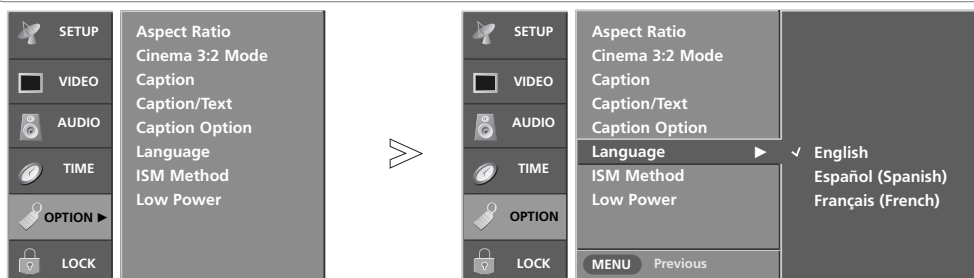 SETUP
VIDEO
AUDIO
TIME
OPTION ►
LOCK
Aspect Ratio
Cinema 3:2 Mode
Caption
Caption/Text
Caption Option
Language
ISM Method
Low Power
SETUP
VIDEO
AUDIO
TIME
OPTION
LOCK
Aspect Ratio
Cinema 3:2 Mode
Caption
Caption/Text
Caption Option
Language ►
ISM Method
Low Power
MENU Previous
✓ English
Español (Spanish)
Français (French)